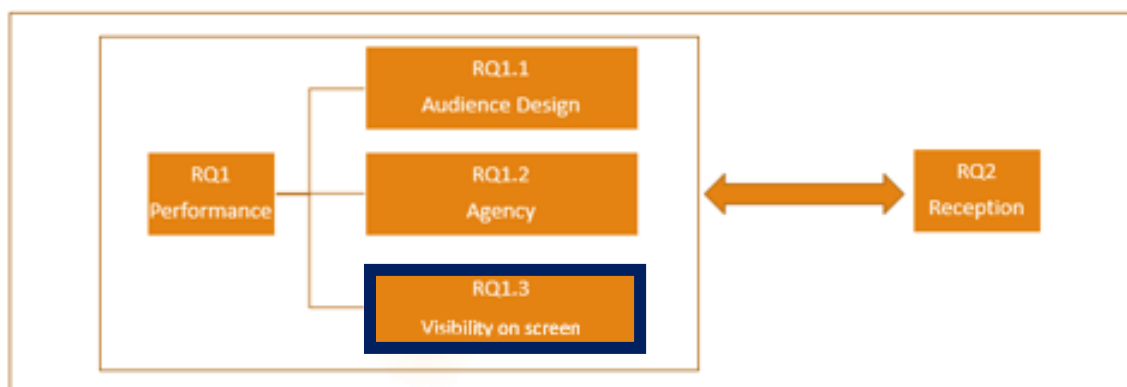 RQ1
Performance
RQ1.1
Audience Design
RQ1.2
Agency
RQ1.3
Visibility on screen
RQ2
Reception